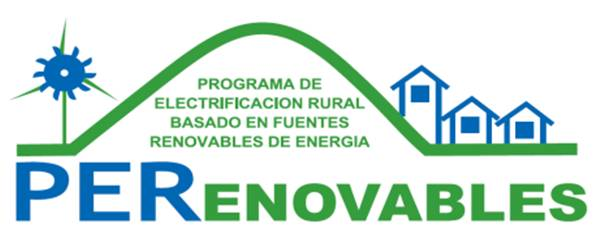 PROGRAMA DE
ELECTRIFICACION RURAL
BASADO EN FUENTES
RENOVABLES DE ENERGIA
PERENOVABLES